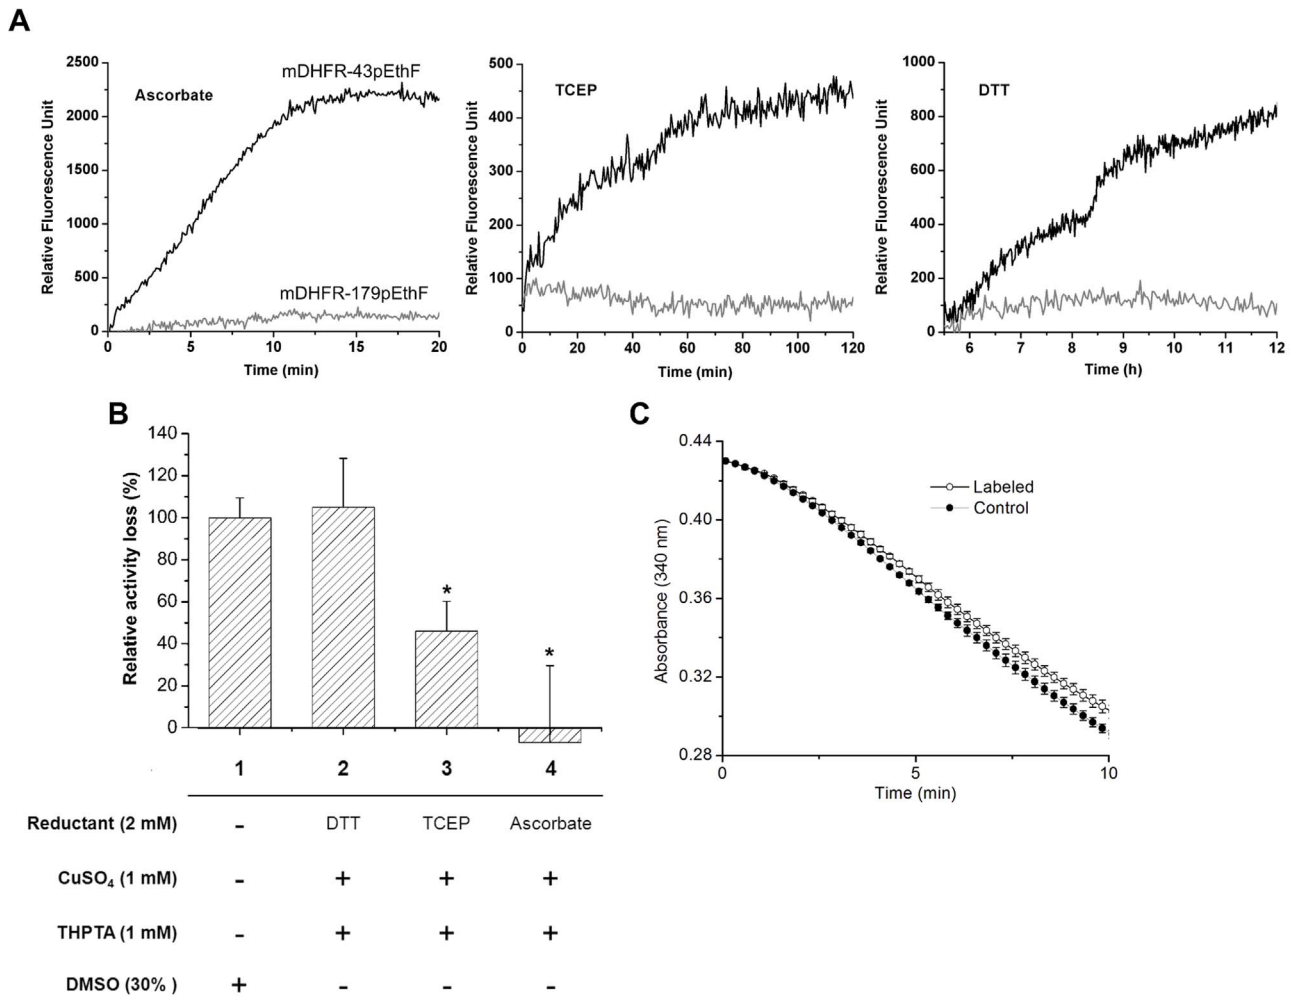 A
2500
2000
1500
1000
500
0
0 5 10 15 20
Relative Fluorescence Unit
Time (min)
Ascorbate
mDHFR-43pEthF
mDHFR-179pEthF
500
400
300
200
100
0
0 20 40 60 80 100 120
Relative Fluorescence Unit
Time (min)
TCEP
1000
800
600
400
200
0
6 7 8 9 10 11 12
Relative Fluorescence Unit
Time (h)
DTT
B
140
120
100
80
60
40
20
0
Relative activity loss (%)
* *
1 2 3 4
Reductant (2 mM) - DTT TCEP Ascorbate
CuSO₄ (1 mM) - + + +
THPTA (1 mM) - + + +
DMSO (30% ) + - - -
C
0.44
0.40
0.36
0.32
0.28
0 5 10
Absorbance (340 nm)
Time (min)
Labeled
Control